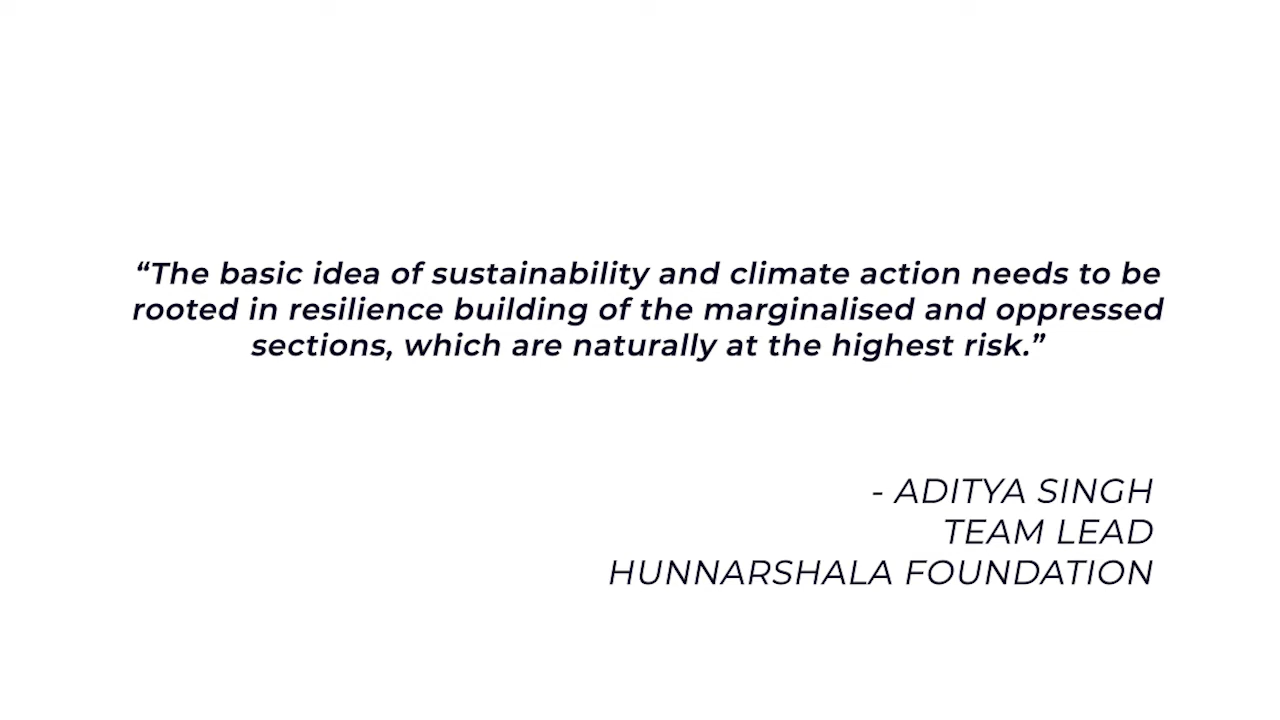 “The basic idea of sustainability and climate action needs to be
rooted in resilience building of the marginalised and oppressed
sections, which are naturally at the highest risk.”
- ADITYA SINGH
TEAM LEAD
HUNNARSHALA FOUNDATION